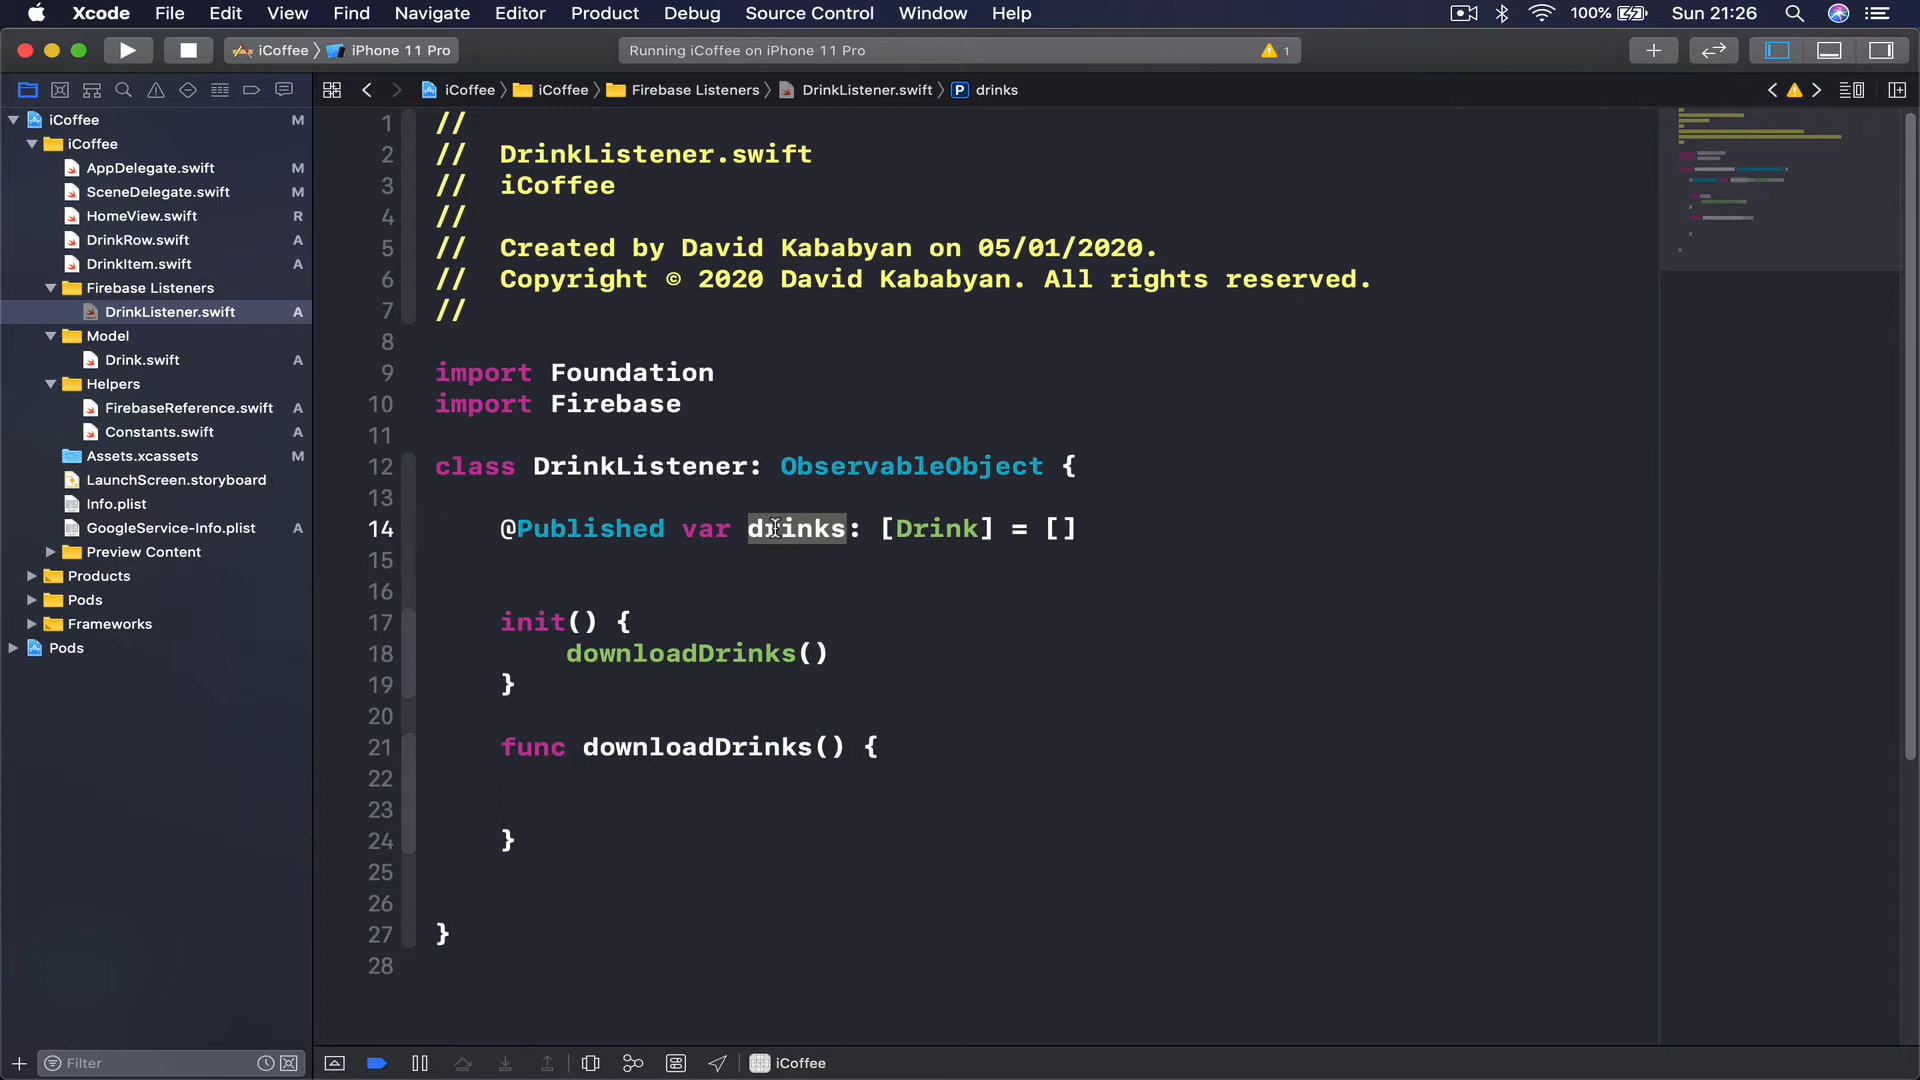 Xcode File Edit View Find Navigate Editor Product Debug Source Control Window Help 100% Sun 21:26
iCoffee iPhone 11 Pro Running iCoffee on iPhone 11 Pro 1
iCoffee iCoffee Firebase Listeners DrinkListener.swift P drinks
iCoffee M
iCoffee
AppDelegate.swift M
SceneDelegate.swift M
HomeView.swift R
DrinkRow.swift A
DrinkItem.swift A
Firebase Listeners
DrinkListener.swift A
Model
Drink.swift A
Helpers
FirebaseReference.swift A
Constants.swift A
Assets.xcassets M
LaunchScreen.storyboard
Info.plist
GoogleService-Info.plist A
Preview Content
Products
Pods
Frameworks
Pods
Filter
1 //
2 // DrinkListener.swift
3 // iCoffee
4 //
5 // Created by David Kababyan on 05/01/2020.
6 // Copyright © 2020 David Kababyan. All rights reserved.
7 //
8
9 import Foundation
10 import Firebase
11
12 class DrinkListener: ObservableObject {
13
14 @Published var drinks: [Drink] = []
15
16
17 init() {
18 downloadDrinks()
19 }
20
21 func downloadDrinks() {
22
23
24 }
25
26
27 }
28
iCoffee